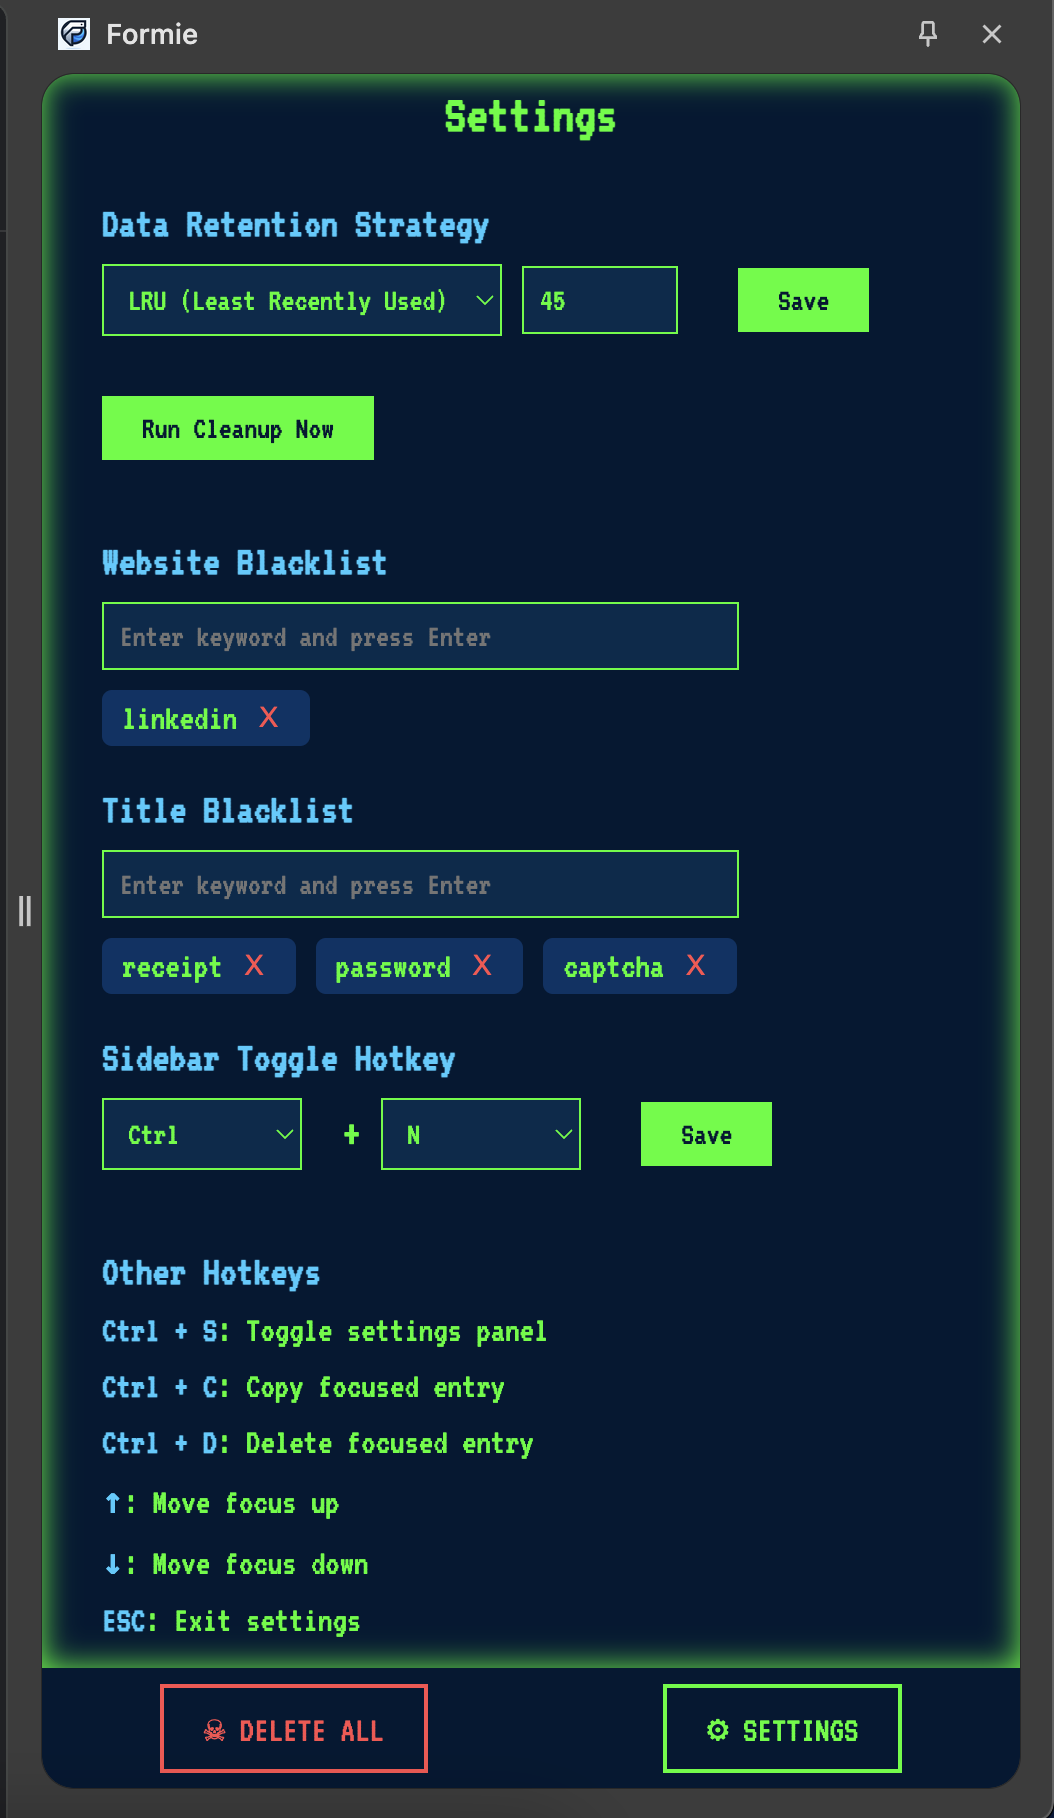 Formie
Settings
Data Retention Strategy
LRU (Least Recently Used) 45 Save
Run Cleanup Now
Website Blacklist
Enter keyword and press Enter
linkedin X
Title Blacklist
Enter keyword and press Enter
receipt X password X captcha X
Sidebar Toggle Hotkey
Ctrl + N Save
Other Hotkeys
Ctrl + S: Toggle settings panel
Ctrl + C: Copy focused entry
Ctrl + D: Delete focused entry
↑: Move focus up
↓: Move focus down
ESC: Exit settings
☠ DELETE ALL ⚙ SETTINGS